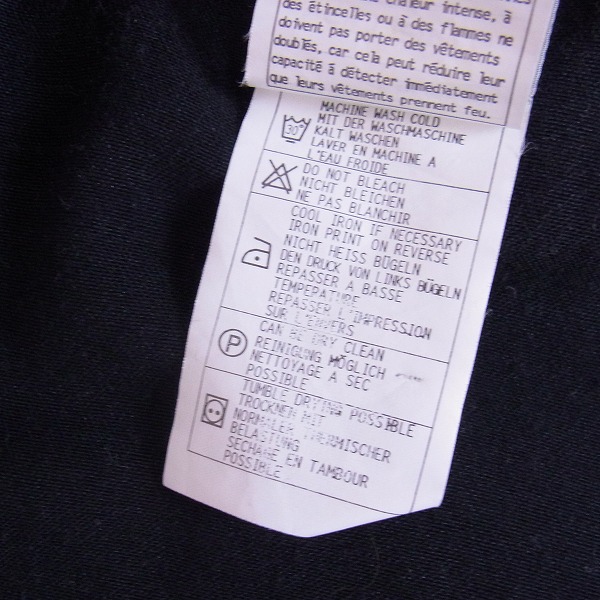 chaleur intense, à
des étincelles ou à des flammes ne
doivent pas porter des vêtements
doublés, car cela peut réduire leur
capacité à détecter immédiatement
que leurs vêtements prennent feu.
30°
MACHINE WASH COLD
MIT DER WASCHMASCHINE
KALT WASCHEN
LAVER EN MACHINE A
L'EAU FROIDE
DO NOT BLEACH
NICHT BLEICHEN
NE PAS BLANCHIR
COOL IRON IF NECESSARY
IRON PRINT ON REVERSE
NICHT HEISS BÜGELN
DEN DRUCK VON LINKS BÜGELN
REPASSER A BASSE
TEMPERATURE
REPASSER L'IMPRESSION
SUR L'ENVERS
P
CAN BE DRY CLEAN
REINIGUNG MÖGLICH
NETTOYAGE A SEC
POSSIBLE
TUMBLE DRYING POSSIBLE
TROCKNEN MIT
NORMALER THERMISCHER
BELASTUNG
SECHAGE EN TAMBOUR
POSSIBLE